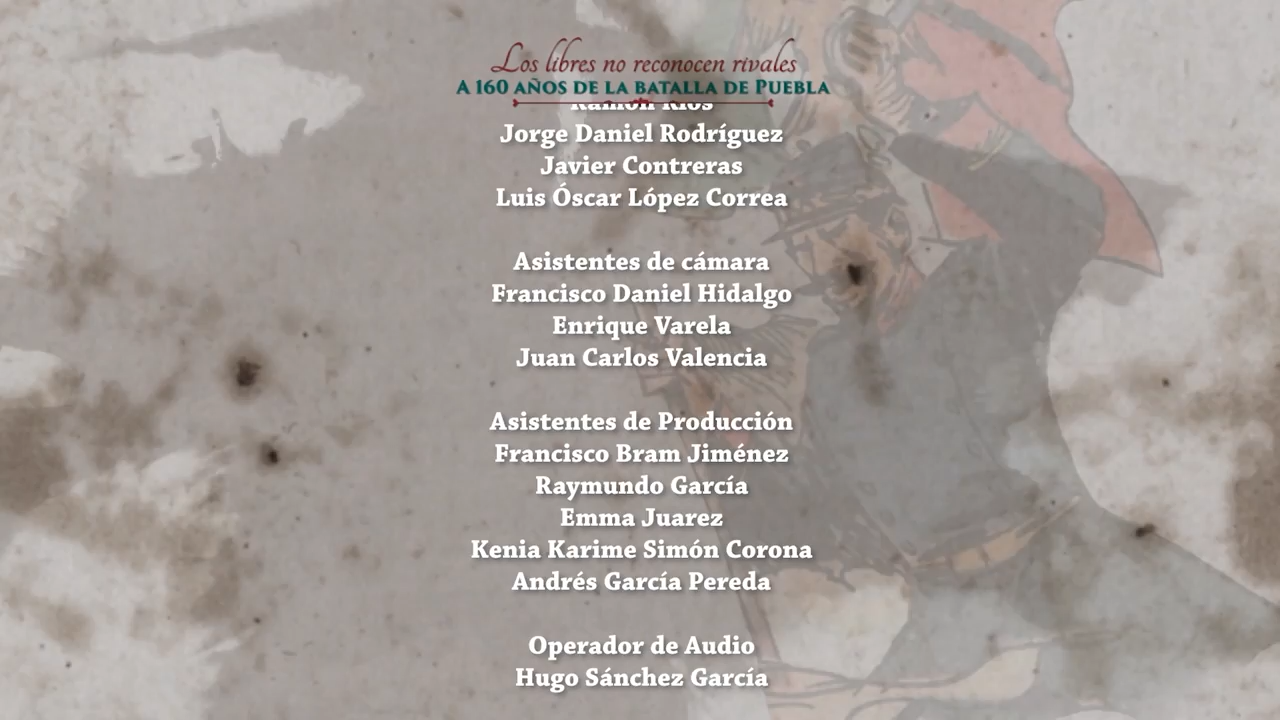 Los libres no reconocen rivales
A 160 AÑOS DE LA BATALLA DE PUEBLA
Ramón Ríos
Jorge Daniel Rodríguez
Javier Contreras
Luis Óscar López Correa
Asistentes de cámara
Francisco Daniel Hidalgo
Enrique Varela
Juan Carlos Valencia
Asistentes de Producción
Francisco Bram Jiménez
Raymundo García
Emma Juarez
Kenia Karime Simón Corona
Andrés García Pereda
Operador de Audio
Hugo Sánchez García